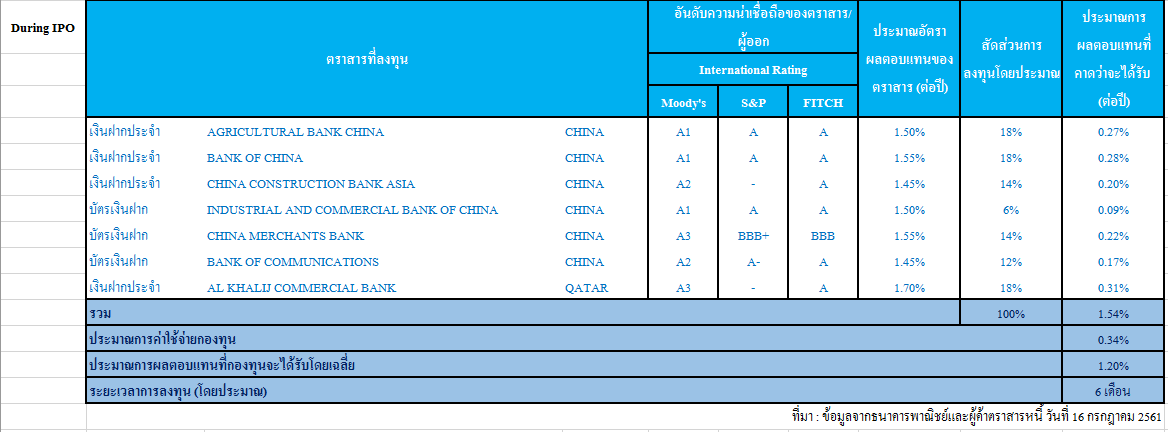 During IPO
ตราสารที่ลงทุน
อันดับความน่าเชื่อถือของตราสาร/
ผู้ออก
International Rating
Moody's S&P FITCH
ประมาณอัตรา
ผลตอบแทนของ
ตราสาร (ต่อปี)
สัดส่วนการ
ลงทุนโดยประมาณ
ประมาณการ
ผลตอบแทนที่
คาดว่าจะได้รับ
(ต่อปี)
เงินฝากประจำ AGRICULTURAL BANK CHINA CHINA A1 A A 1.50% 18% 0.27%
เงินฝากประจำ BANK OF CHINA CHINA A1 A A 1.55% 18% 0.28%
เงินฝากประจำ CHINA CONSTRUCTION BANK ASIA CHINA A2 - A 1.45% 14% 0.20%
บัตรเงินฝาก INDUSTRIAL AND COMMERCIAL BANK OF CHINA CHINA A1 A A 1.50% 6% 0.09%
บัตรเงินฝาก CHINA MERCHANTS BANK CHINA A3 BBB+ BBB 1.55% 14% 0.22%
บัตรเงินฝาก BANK OF COMMUNICATIONS CHINA A2 A- A 1.45% 12% 0.17%
เงินฝากประจำ AL KHALIJ COMMERCIAL BANK QATAR A3 - A 1.70% 18% 0.31%
รวม 100% 1.54%
ประมาณการค่าใช้จ่ายกองทุน 0.34%
ประมาณการผลตอบแทนที่กองทุนจะได้รับโดยเฉลี่ย 1.20%
ระยะเวลาการลงทุน (โดยประมาณ) 6 เดือน
ที่มา : ข้อมูลจากธนาคารพาณิชย์และผู้ค้าตราสารหนี้ วันที่ 16 กรกฎาคม 2561